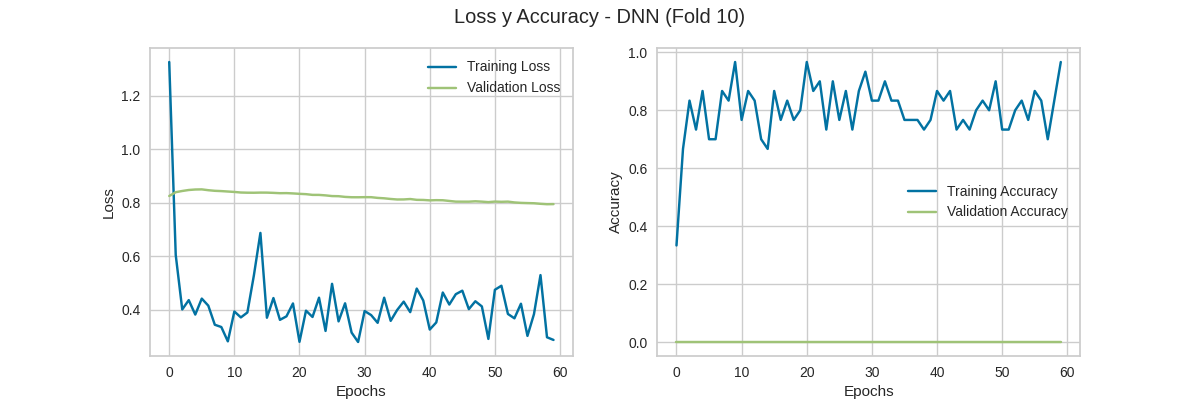 Loss y Accuracy - DNN (Fold 10)
Training Loss
Validation Loss
1.2
1.0
0.8
0.6
0.4
Loss
0 10 20 30 40 50 60
Epochs
1.0
0.8
0.6
0.4
0.2
0.0
Accuracy
Training Accuracy
Validation Accuracy
0 10 20 30 40 50 60
Epochs